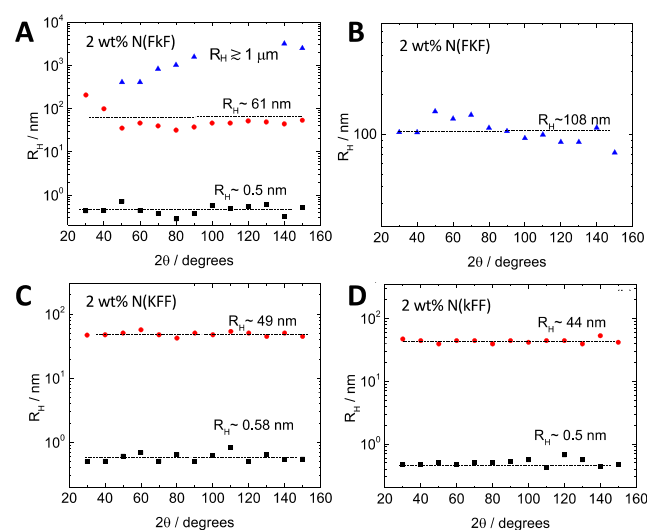 A
2 wt% N(FkF)
R_H ≳ 1 μm
R_H~ 61 nm
R_H~ 0.5 nm
10^4
10^3
10^2
10^1
10^0
R_H / nm
20 40 60 80 100 120 140 160
2θ / degrees
B
2 wt% N(FKF)
R_H~108 nm
100
R_H / nm
20 40 60 80 100 120 140 160
2θ / degrees
C
2 wt% N(KFF)
R_H~ 49 nm
R_H~ 0.58 nm
10^2
10^1
10^0
R_H / nm
20 40 60 80 100 120 140 160
2θ / degrees
D
2 wt% N(kFF)
R_H~ 44 nm
R_H~ 0.5 nm
10^2
10^1
10^0
R_H / nm
20 40 60 80 100 120 140 160
2θ / degrees